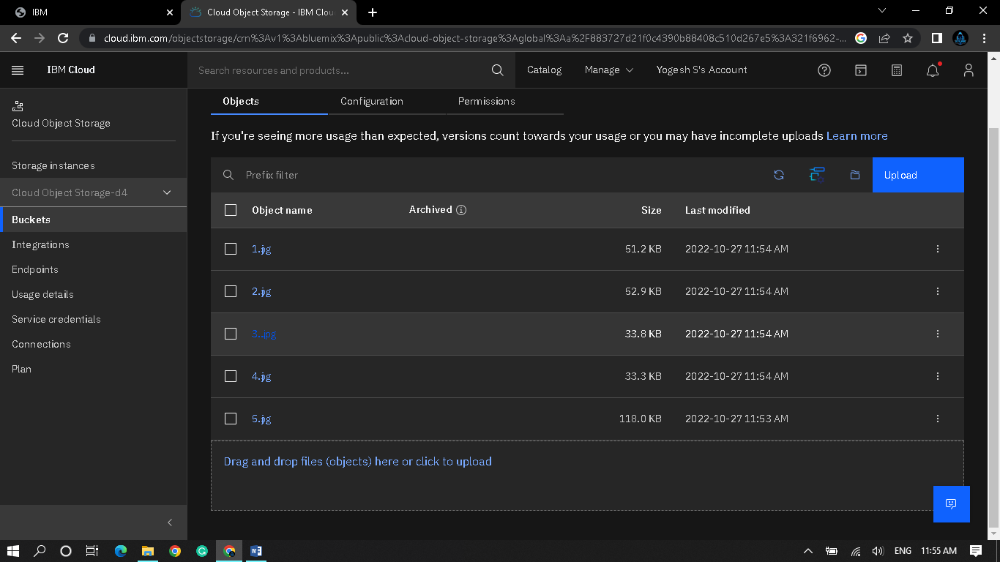 IBM
Cloud Object Storage - IBM Clou
cloud.ibm.com/objectstorage/crn%3Av1%3Abluemix%3Apublic%3Acloud-object-storage%3Aglobal%3Aa%2F883727d21f0c4390b88408c510d267e5%3A321f6962-...
IBM Cloud
Search resources and products...
Catalog
Manage
Yogesh S's Account
Cloud Object Storage
Storage instances
Cloud Object Storage-d4
Buckets
Integrations
Endpoints
Usage details
Service credentials
Connections
Plan
Objects
Configuration
Permissions
If you're seeing more usage than expected, versions count towards your usage or you may have incomplete uploads Learn more
Prefix filter
Upload
Object name Archived Size Last modified
1.jpg 51.2 KB 2022-10-27 11:54 AM
2.jpg 52.9 KB 2022-10-27 11:54 AM
3..jpg 33.8 KB 2022-10-27 11:54 AM
4.jpg 33.3 KB 2022-10-27 11:54 AM
5.jpg 118.0 KB 2022-10-27 11:53 AM
Drag and drop files (objects) here or click to upload
ENG 11:55 AM